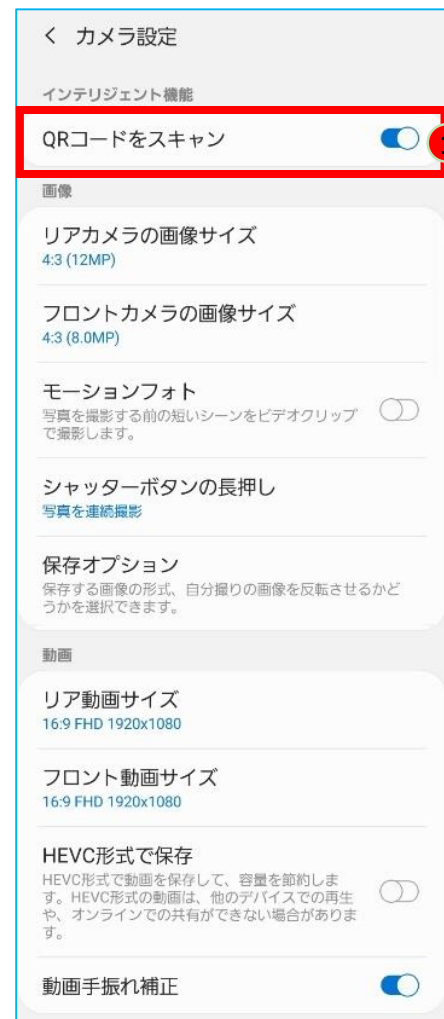 カメラ設定
インテリジェント機能
QRコードをスキャン
画像
リアカメラの画像サイズ
4:3 (12MP)
フロントカメラの画像サイズ
4:3 (8.0MP)
モーションフォト
写真を撮影する前の短いシーンをビデオクリップ
で撮影します。
シャッターボタンの長押し
写真を連続撮影
保存オプション
保存する画像の形式、自分撮りの画像を反転させるかど
うかを選択できます。
動画
リア動画サイズ
16:9 FHD 1920x1080
フロント動画サイズ
16:9 FHD 1920x1080
HEVC形式で保存
HEVC形式で動画を保存して、容量を節約しま
す。HEVC形式の動画は、他のデバイスでの再生
や、オンラインでの共有ができない場合がありま
す。
動画手振れ補正